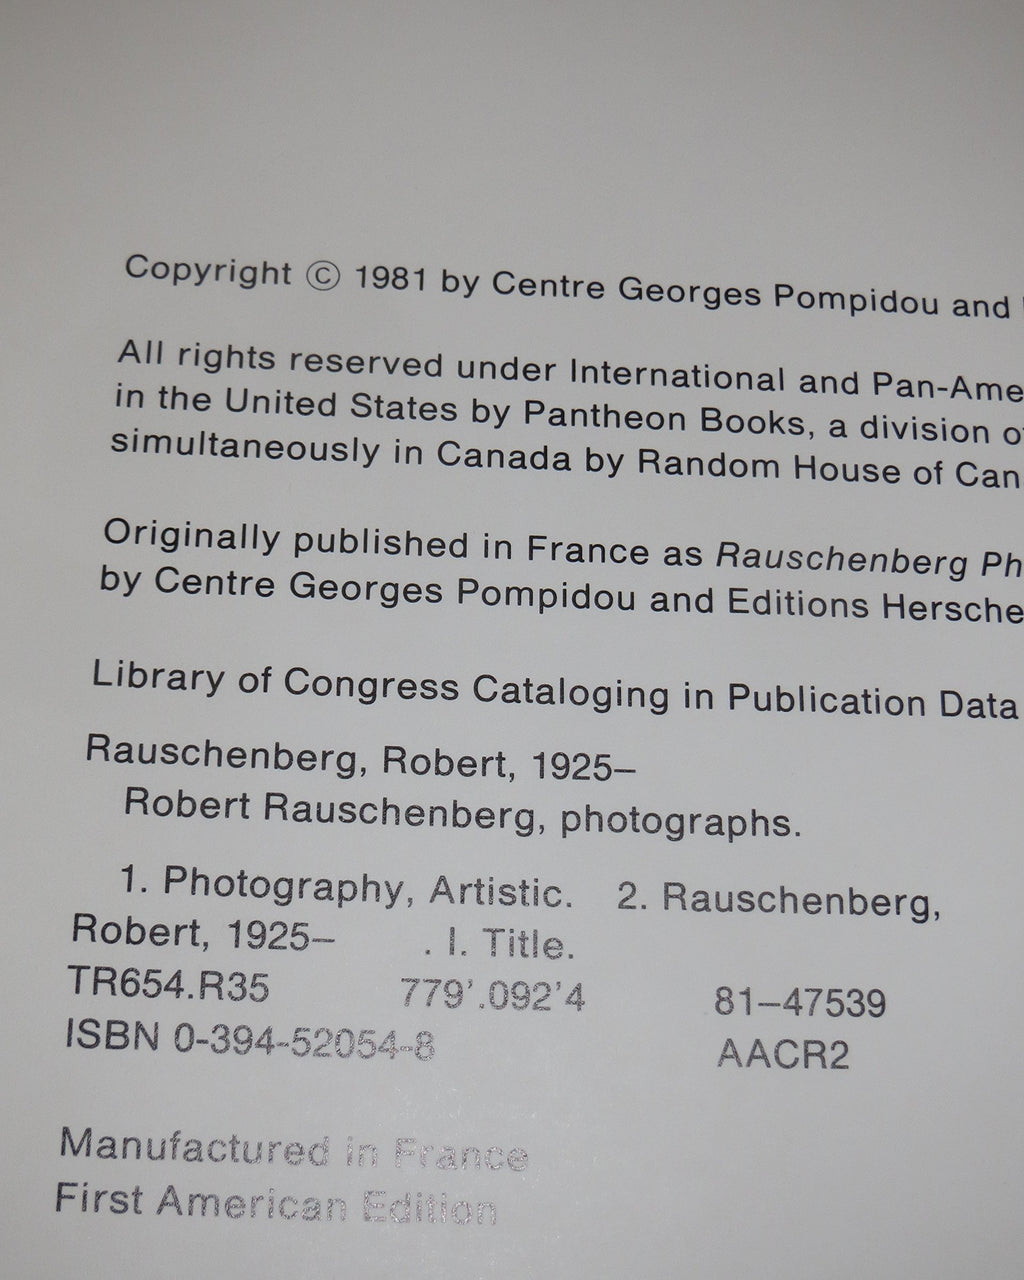 Copyright © 1981 by Centre Georges Pompidou and
All rights reserved under International and Pan-Ame
in the United States by Pantheon Books, a division of
simultaneously in Canada by Random House of Can
Originally published in France as Rauschenberg Ph
by Centre Georges Pompidou and Editions Hersche
Library of Congress Cataloging in Publication Data
Rauschenberg, Robert, 1925–
Robert Rauschenberg, photographs.
1. Photography, Artistic. 2. Rauschenberg,
Robert, 1925– . I. Title.
TR654.R35 779'.092'4 81–47539
ISBN 0-394-52054-8 AACR2
Manufactured in France
First American Edition